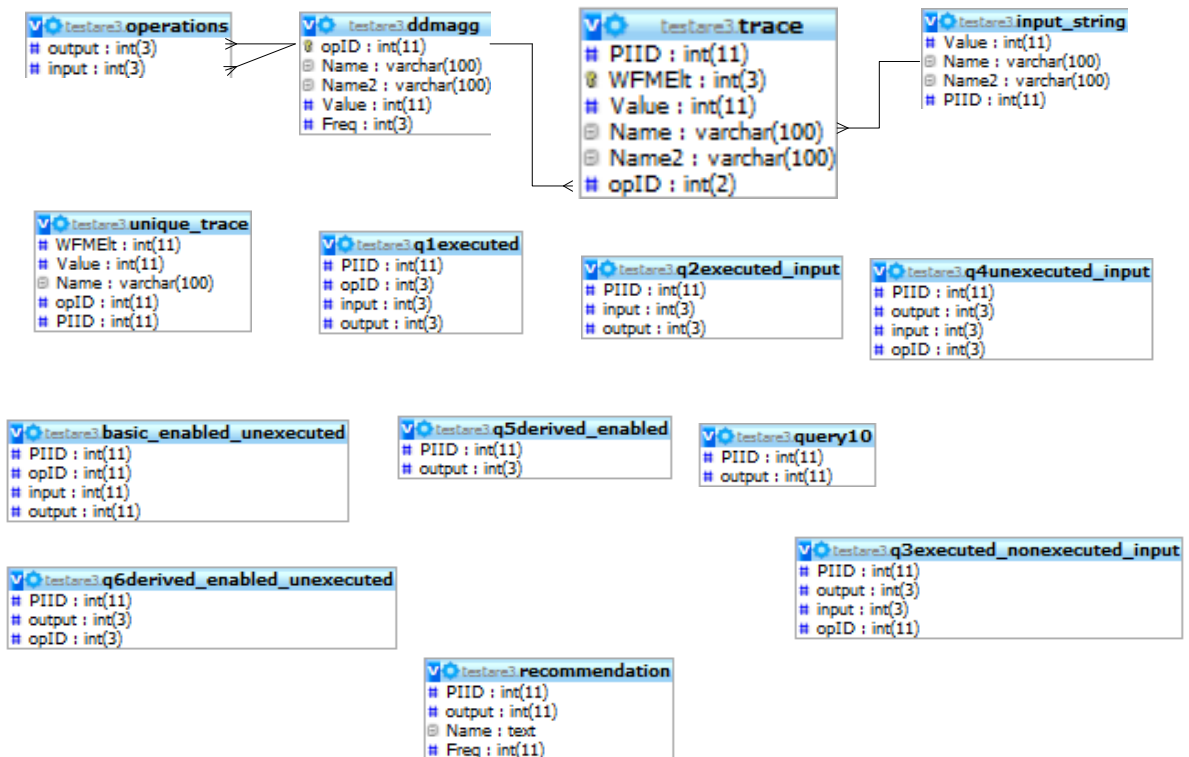 V testare3.operations
# output : int(3)
# input : int(3)
V testare3.ddmagg
opID : int(11)
Name : varchar(100)
Name2 : varchar(100)
# Value : int(11)
# Freq : int(3)
V testare3.trace
# PIID : int(11)
WFMElt : int(3)
# Value : int(11)
Name : varchar(100)
Name2 : varchar(100)
# opID : int(2)
V testare3.input_string
# Value : int(11)
Name : varchar(100)
Name2 : varchar(100)
# PIID : int(11)
V testare3.unique_trace
# WFMElt : int(11)
# Value : int(11)
Name : varchar(100)
# opID : int(11)
# PIID : int(11)
V testare3.q1executed
# PIID : int(11)
# opID : int(3)
# input : int(3)
# output : int(3)
V testare3.q2executed_input
# PIID : int(11)
# input : int(3)
# output : int(3)
V testare3.q4unexecuted_input
# PIID : int(11)
# output : int(3)
# input : int(3)
# opID : int(3)
V testare3.basic_enabled_unexecuted
# PIID : int(11)
# opID : int(11)
# input : int(11)
# output : int(11)
V testare3.q5derived_enabled
# PIID : int(11)
# output : int(3)
V testare3.query10
# PIID : int(11)
# output : int(11)
V testare3.q3executed_nonexecuted_input
# PIID : int(11)
# output : int(3)
# input : int(3)
# opID : int(11)
V testare3.q6derived_enabled_unexecuted
# PIID : int(11)
# output : int(3)
# opID : int(3)
V testare3.recommendation
# PIID : int(11)
# output : int(11)
Name : text
# Freq : int(11)